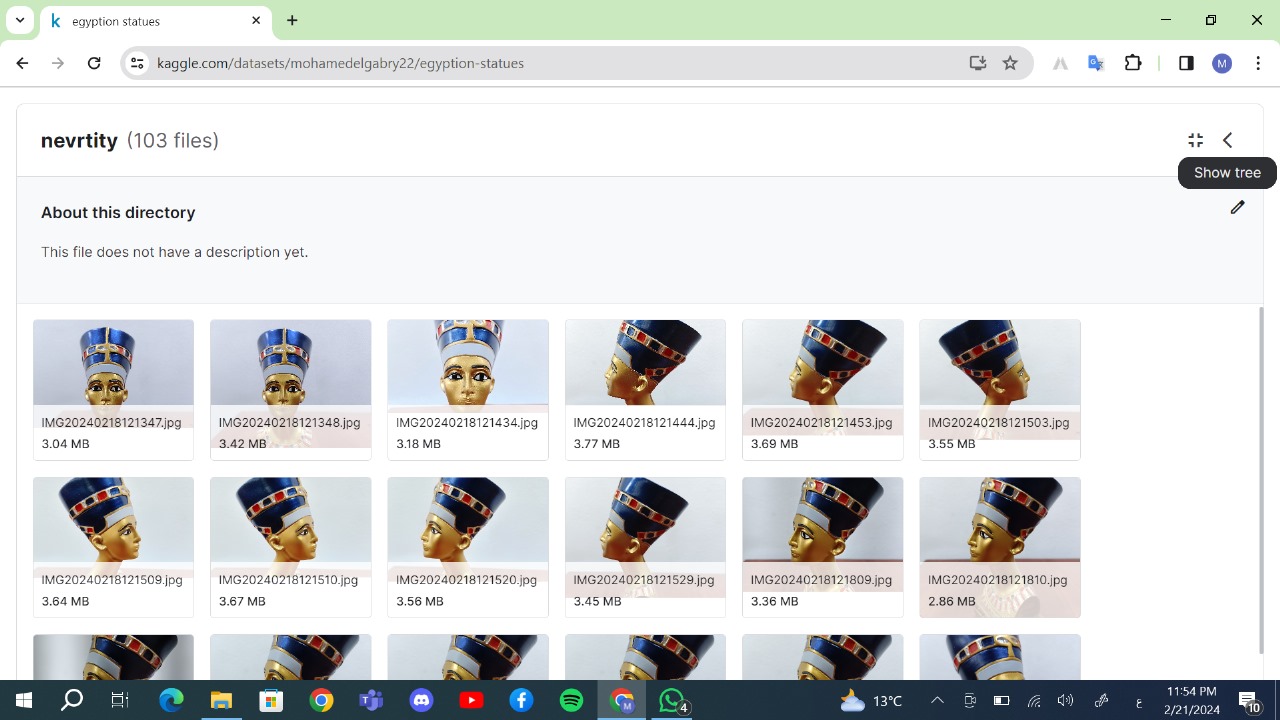 egyption statues
kaggle.com/datasets/mohamedelgabry22/egyption-statues
M
nevrtity (103 files)
Show tree
About this directory
This file does not have a description yet.
IMG20240218121347.jpg
3.04 MB
IMG20240218121348.jpg
3.42 MB
IMG20240218121434.jpg
3.18 MB
IMG20240218121444.jpg
3.77 MB
IMG20240218121453.jpg
3.69 MB
IMG20240218121503.jpg
3.55 MB
IMG20240218121509.jpg
3.64 MB
IMG20240218121510.jpg
3.67 MB
IMG20240218121520.jpg
3.56 MB
IMG20240218121529.jpg
3.45 MB
IMG20240218121809.jpg
3.36 MB
IMG20240218121810.jpg
2.86 MB
M
4
13°C
ع
11:54 PM
2/21/2024
10